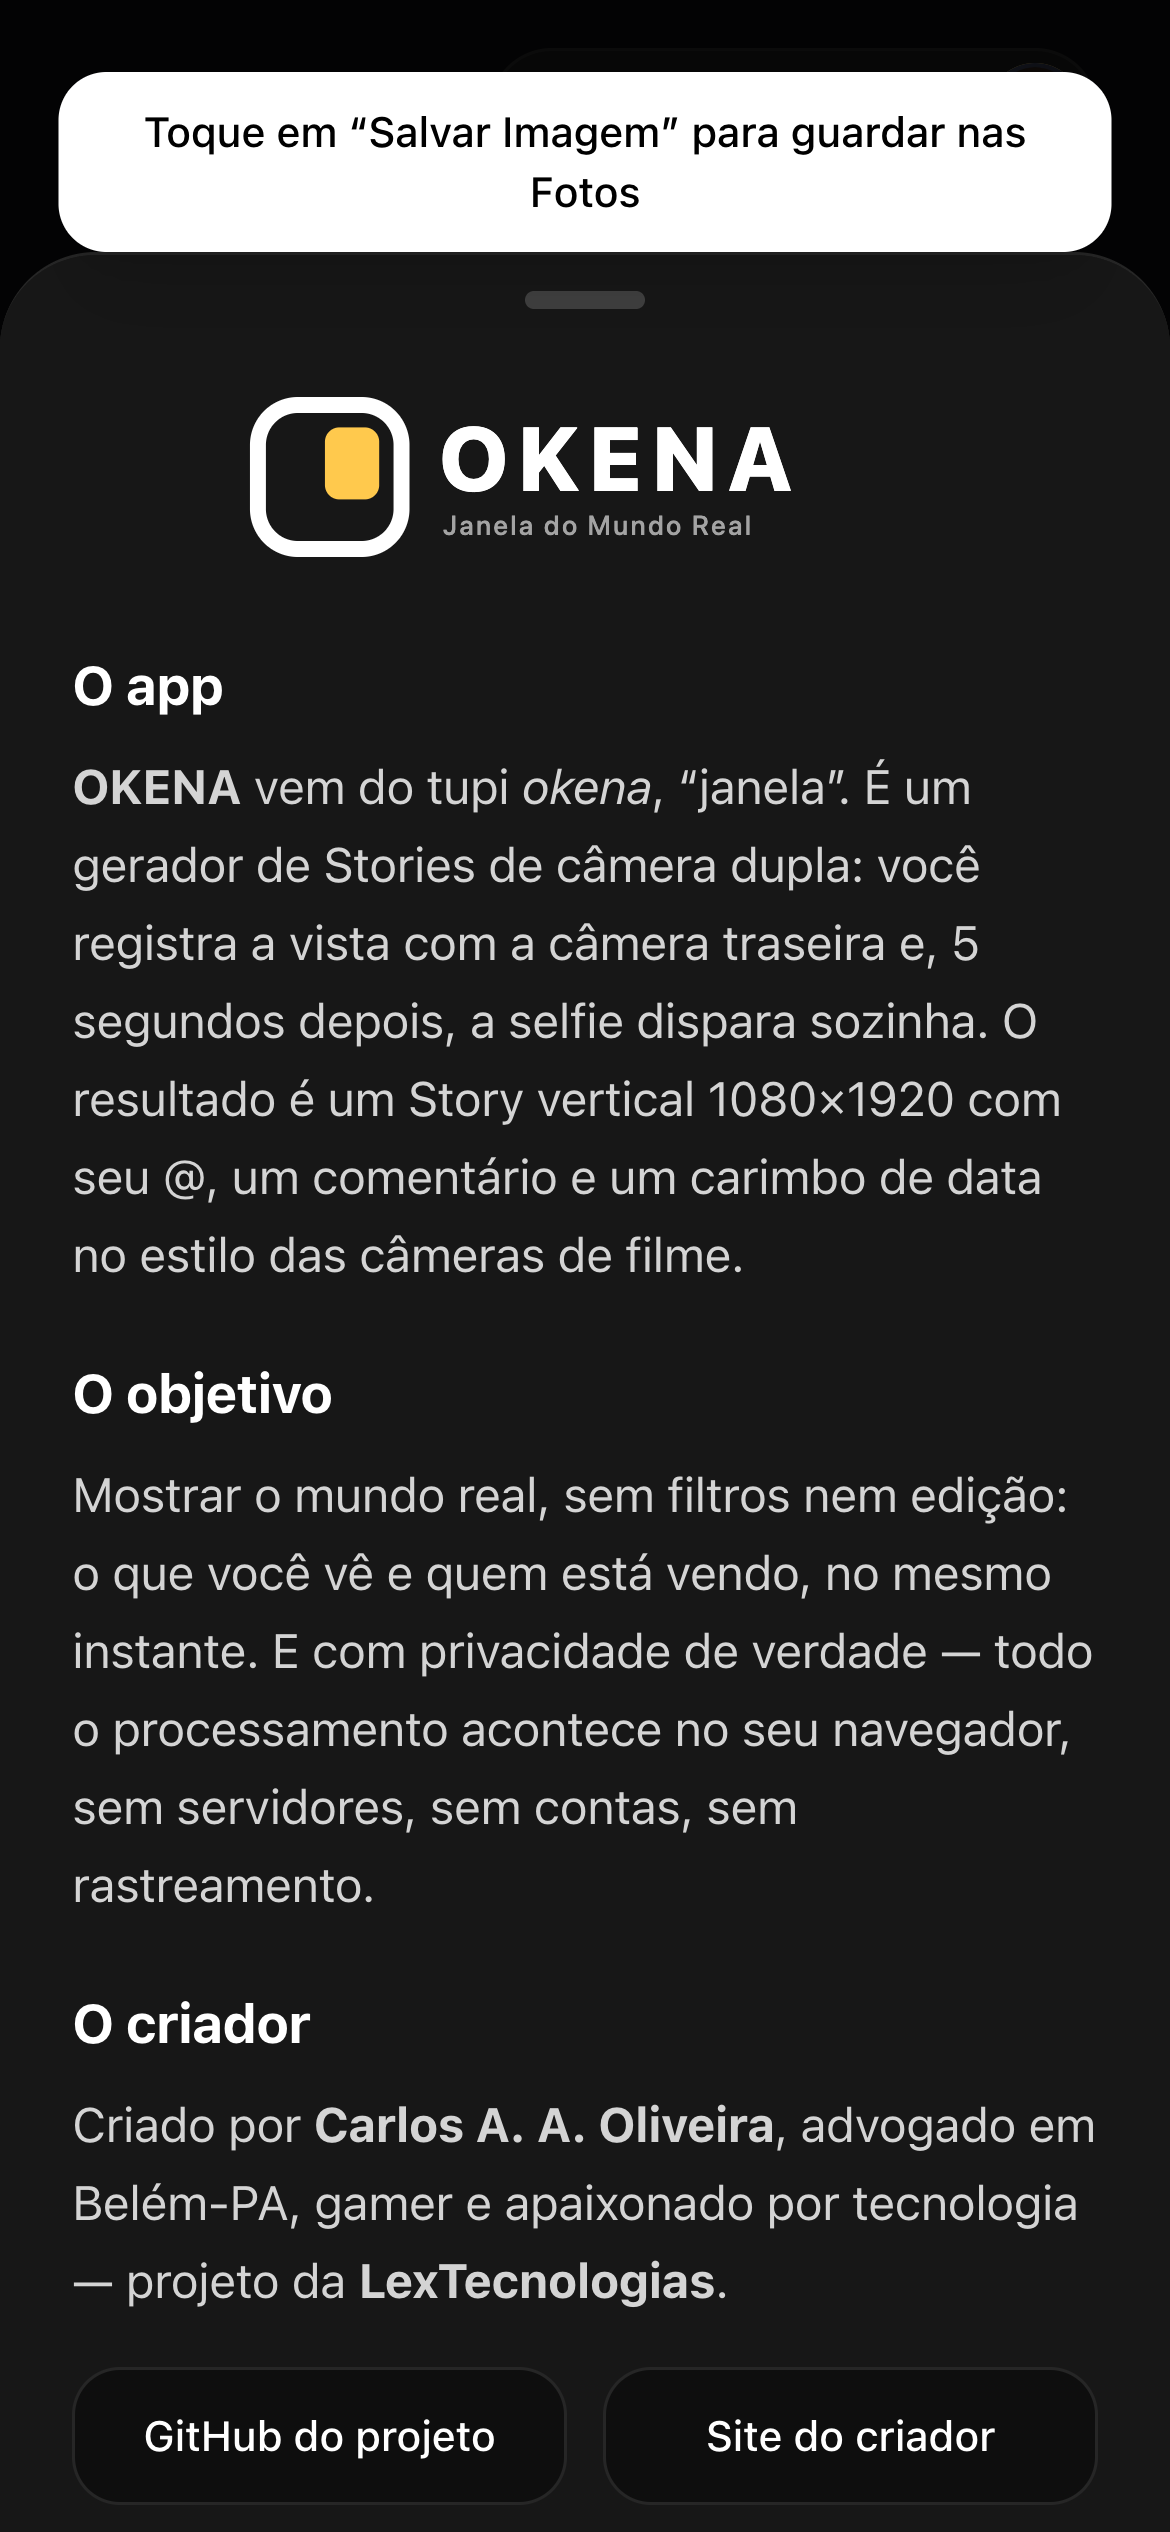 Toque em “Salvar Imagem” para guardar nas
Fotos
OKENA
Janela do Mundo Real
O app
OKENA vem do tupi okena, “janela”. É um
gerador de Stories de câmera dupla: você
registra a vista com a câmera traseira e, 5
segundos depois, a selfie dispara sozinha. O
resultado é um Story vertical 1080×1920 com
seu @, um comentário e um carimbo de data
no estilo das câmeras de filme.
O objetivo
Mostrar o mundo real, sem filtros nem edição:
o que você vê e quem está vendo, no mesmo
instante. E com privacidade de verdade — todo
o processamento acontece no seu navegador,
sem servidores, sem contas, sem
rastreamento.
O criador
Criado por Carlos A. A. Oliveira, advogado em
Belém-PA, gamer e apaixonado por tecnologia
— projeto da LexTecnologias.
GitHub do projeto
Site do criador